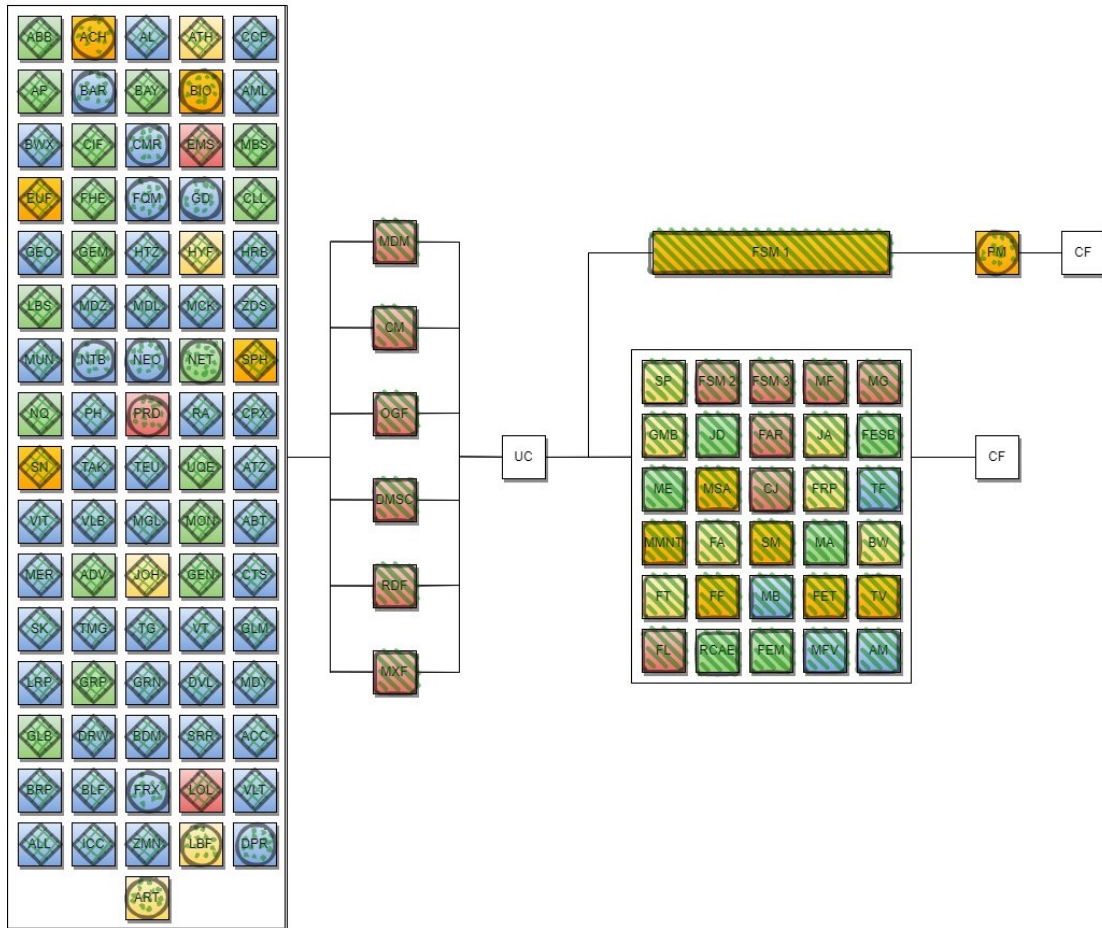 ABB ACH AL ATH CCP
AP BAR BAY BIO AML
BWX CIF CMR EMS MBS
EUF FHE FQM GD CLL
GEO GEM HTZ HYF HRB
LBS MDZ MDL MCK ZDS
MUN NTB NEO NET SPH
NQ PH PRD RA CPX
SN TAK TEU UQE ATZ
VIT VLB MGL MON ABT
MER ADV JOH GEN CTS
SK TMG TG VT GLM
LRP GRP GRN DVL MDY
GLB DRW BDM SRR ACC
BRP BLF FRX LOL VLT
ALL ICC ZMN LBF DPR
ART
MDM
CM
OGF
DMSC
RDF
MXF
UC
FSM 1 PM CF
SP FSM 2 FSM 3 MF MG
GMB JD FAR JA FESB
ME MSA CJ FRP TF
MMNT FA SM MA BW
FT FF MB FET TV
FL RCAE FEM MFV AM
CF